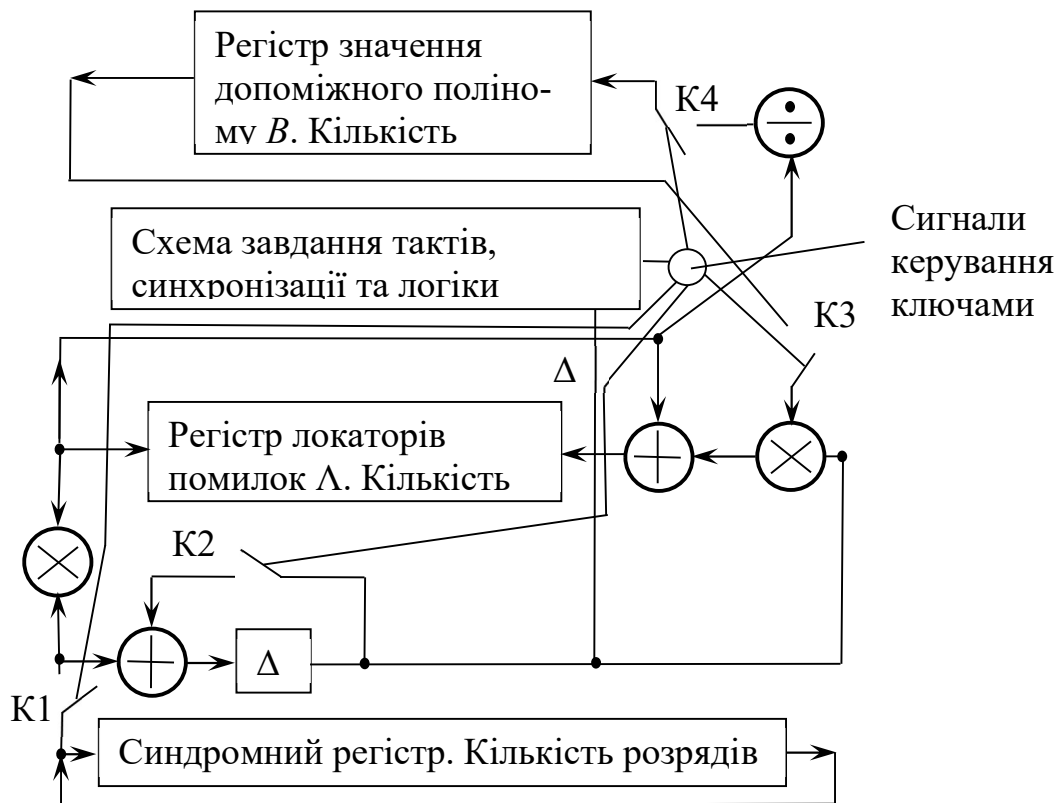 Регістр значення
допоміжного поліно-
му B. Кількість
К4
Схема завдання тактів,
синхронізації та логіки
Сигнали
керування
ключами
К3
Δ
Регістр локаторів
помилок Λ. Кількість
К2
Δ
К1
Синдромний регістр. Кількість розрядів